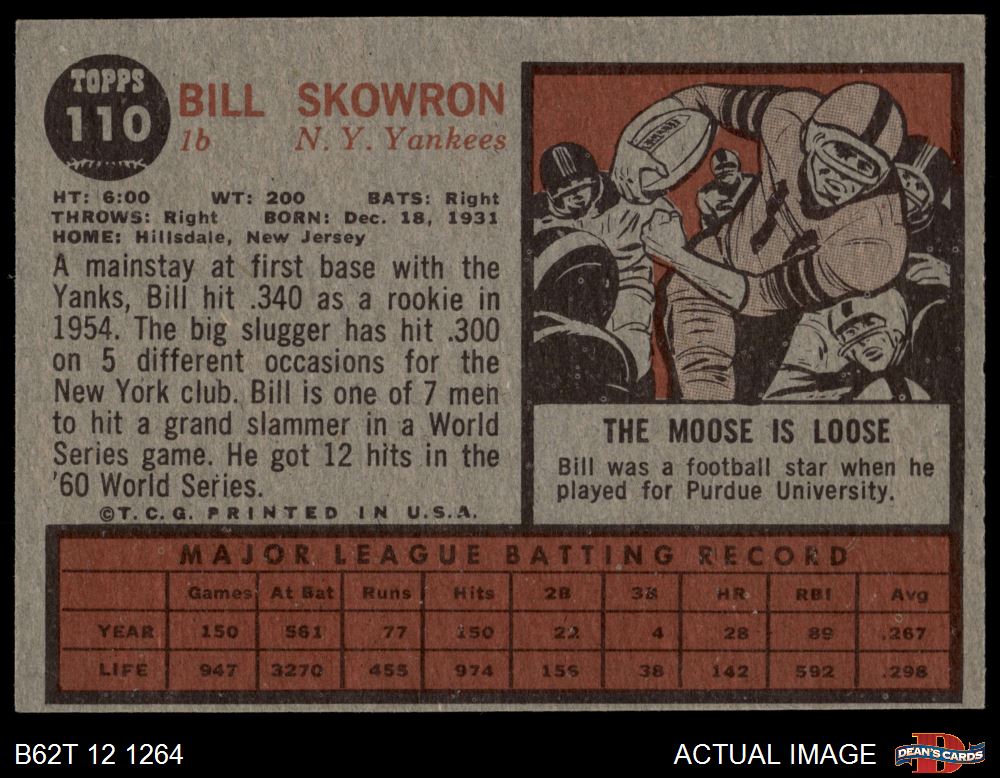 TOPPS
110
BILL SKOWRON
1b N. Y. Yankees
HT: 6:00 WT: 200 BATS: Right
THROWS: Right BORN: Dec. 18, 1931
HOME: Hillsdale, New Jersey
A mainstay at first base with the
Yanks, Bill hit .340 as a rookie in
1954. The big slugger has hit .300
on 5 different occasions for the
New York club. Bill is one of 7 men
to hit a grand slammer in a World
Series game. He got 12 hits in the
'60 World Series.
©T.C.G. PRINTED IN U.S.A.
THE MOOSE IS LOOSE
Bill was a football star when he
played for Purdue University.
MAJOR LEAGUE BATTING RECORD
Games At Bat Runs Hits 2B 3B HR RBI Avg
YEAR 150 561 77 150 22 4 28 89 .267
LIFE 947 3270 455 974 156 38 142 592 .298
B62T 12 1264
ACTUAL IMAGE
D
DEAN'S CARDS